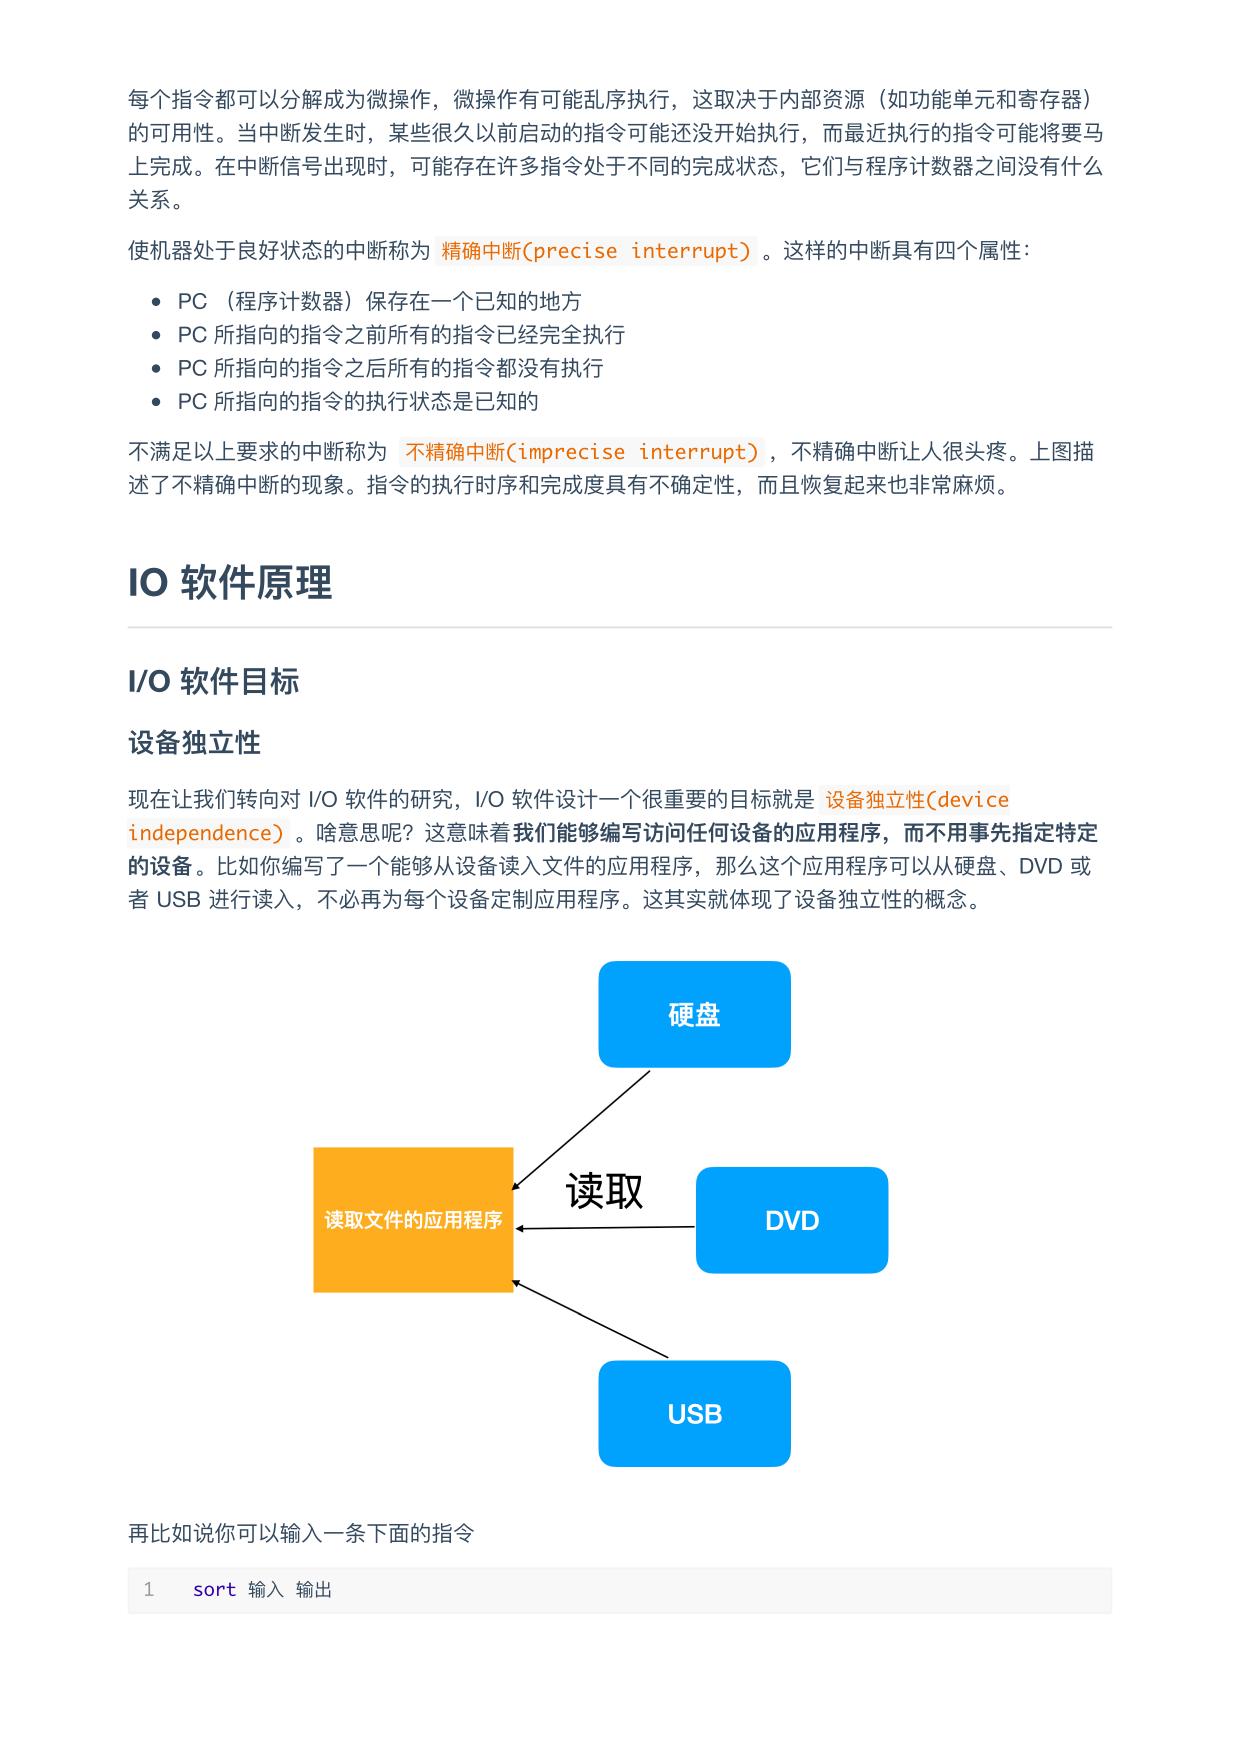 每个指令都可以分解成为微操作，微操作有可能乱序执行，这取决于内部资源（如功能单元和寄存器）
的可用性。当中断发生时，某些很久以前启动的指令可能还没开始执行，而最近执行的指令可能将要马
上完成。在中断信号出现时，可能存在许多指令处于不同的完成状态，它们与程序计数器之间没有什么
关系。
使机器处于良好状态的中断称为 精确中断(precise interrupt) 。这样的中断具有四个属性：
• PC （程序计数器）保存在一个已知的地方
• PC 所指向的指令之前所有的指令已经完全执行
• PC 所指向的指令之后所有的指令都没有执行
• PC 所指向的指令的执行状态是已知的
不满足以上要求的中断称为 不精确中断(imprecise interrupt) ，不精确中断让人很头疼。上图描
述了不精确中断的现象。指令的执行时序和完成度具有不确定性，而且恢复起来也非常麻烦。
IO 软件原理
I/O 软件目标
设备独立性
现在让我们转向对 I/O 软件的研究，I/O 软件设计一个很重要的目标就是 设备独立性(device
independence) 。啥意思呢？这意味着我们能够编写访问任何设备的应用程序，而不用事先指定特定
的设备。比如你编写了一个能够从设备读入文件的应用程序，那么这个应用程序可以从硬盘、DVD 或
者 USB 进行读入，不必再为每个设备定制应用程序。这其实就体现了设备独立性的概念。
硬盘
读取
读取文件的应用程序
DVD
USB
再比如说你可以输入一条下面的指令
1 sort 输入 输出